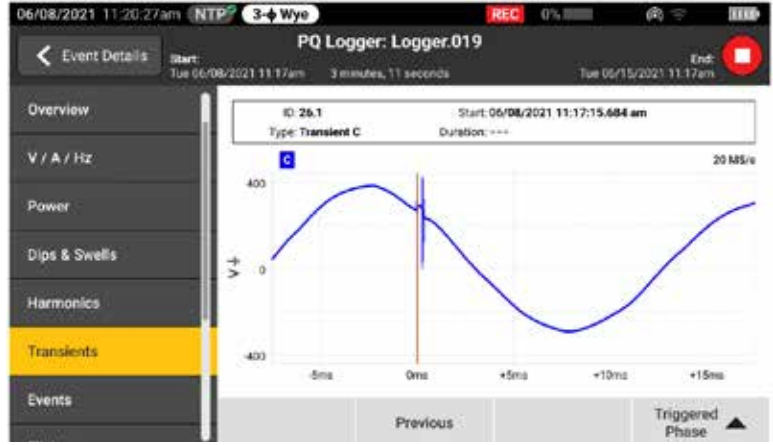 06/08/2021 11:20:27am NTP 3-ϕ Wye REC 0%
Event Details
PQ Logger: Logger.019
Start:
Tue 06/08/2021 11:17am 3 minutes, 11 seconds
End:
Tue 06/15/2021 11:17am
Overview
V / A / Hz
Power
Dips & Swells
Harmonics
Transients
Events
ID: 26.1 Start: 06/08/2021 11:17:15.684 am
Type: Transient C Duration: ---
C
20 MS/s
400
0
-400
V
-5ms 0ms +5ms +10ms +15ms
Previous
Triggered
Phase